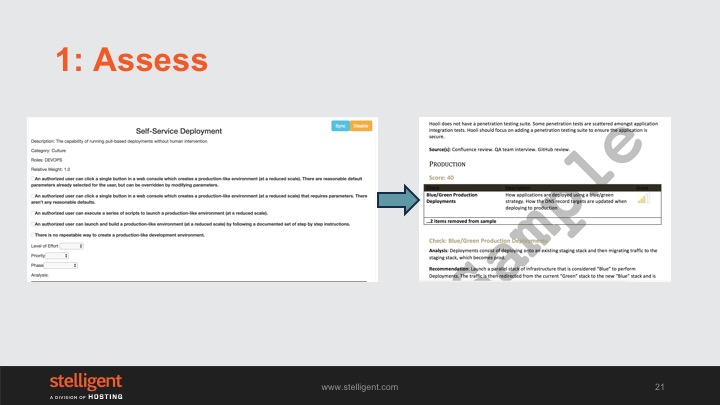 1: Assess
Self-Service Deployment
Sync
Disable
Description: The capability of running pull-based deployments without human intervention
Category: Culture
Roles: DEVOPS
Relative Weight: 1.0
An authorized user can click a single button in a web console which creates a production-like environment (at a reduced scale). There are reasonable default
parameters already selected for the user, but can be overridden by modifying parameters.
An authorized user can click a single button in a web console which creates a production-like environment (at a reduced scale) that requires parameters. There
aren't any reasonable defaults.
An authorized user can execute a series of scripts to launch a production-like environment (at a reduced scale).
An authorized user can launch and build a production-like environment (at a reduced scale) by following a documented set of step by step instructions.
There is no repeatable way to create a production-like development environment.
Level of Effort
Priority
Phase
Analysis:
Hooli does not have a penetration testing suite. Some penetration tests are scattered amongst application
integration tests. Hooli should focus on adding a penetration testing suite to ensure the application is
secure.
Source(s): Confluence review. QA team interview. GitHub review.
PRODUCTION
Score: 40
Blue/Green Production
Deployments
How applications are deployed using a blue/green
strategy. How the DNS record targets are updated when
deploying to production
...2 items removed from sample
Check: Blue/Green Production Deployments
Analysis: Deployments consist of deploying onto an existing staging stack and then migrating traffic to the
staging stack, which becomes prod.
Recommendation: Launch a parallel stack of infrastructure that is considered "Blue" to perform
Deployments. The traffic is then redirected from the current "Green" stack to the new "Blue" stack and is
Sample
stelligent
A DIVISION OF HOSTING
www.stelligent.com
21